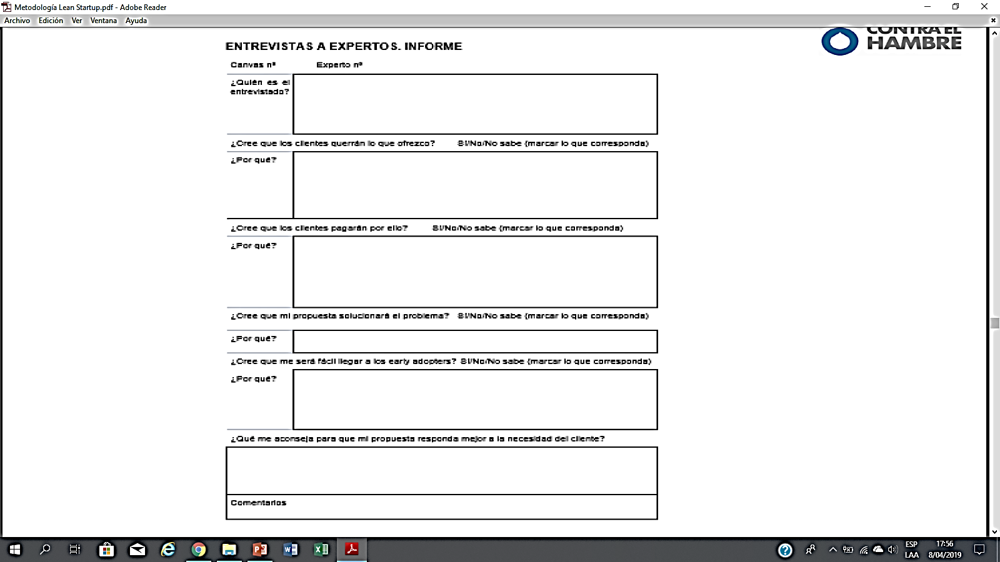 Metodología Lean Startup.pdf - Adobe Reader
Archivo Edición Ver Ventana Ayuda
CONTRA EL
HAMBRE
ENTREVISTAS A EXPERTOS. INFORME
Canvas nº Experto nº
¿Quién es el
entrevistado?
¿Cree que los clientes querrán lo que ofrezco? Sí/No/No sabe (marcar lo que corresponda)
¿Por qué?
¿Cree que los clientes pagarán por ello? Sí/No/No sabe (marcar lo que corresponda)
¿Por qué?
¿Cree que mi propuesta solucionará el problema? Sí/No/No sabe (marcar lo que corresponda)
¿Por qué?
¿Cree que me será fácil llegar a los early adopters? Sí/No/No sabe (marcar lo que corresponda)
¿Por qué?
¿Qué me aconseja para que mi propuesta responda mejor a la necesidad del cliente?
Comentarios
ESP 17:56
LAA 8/04/2019